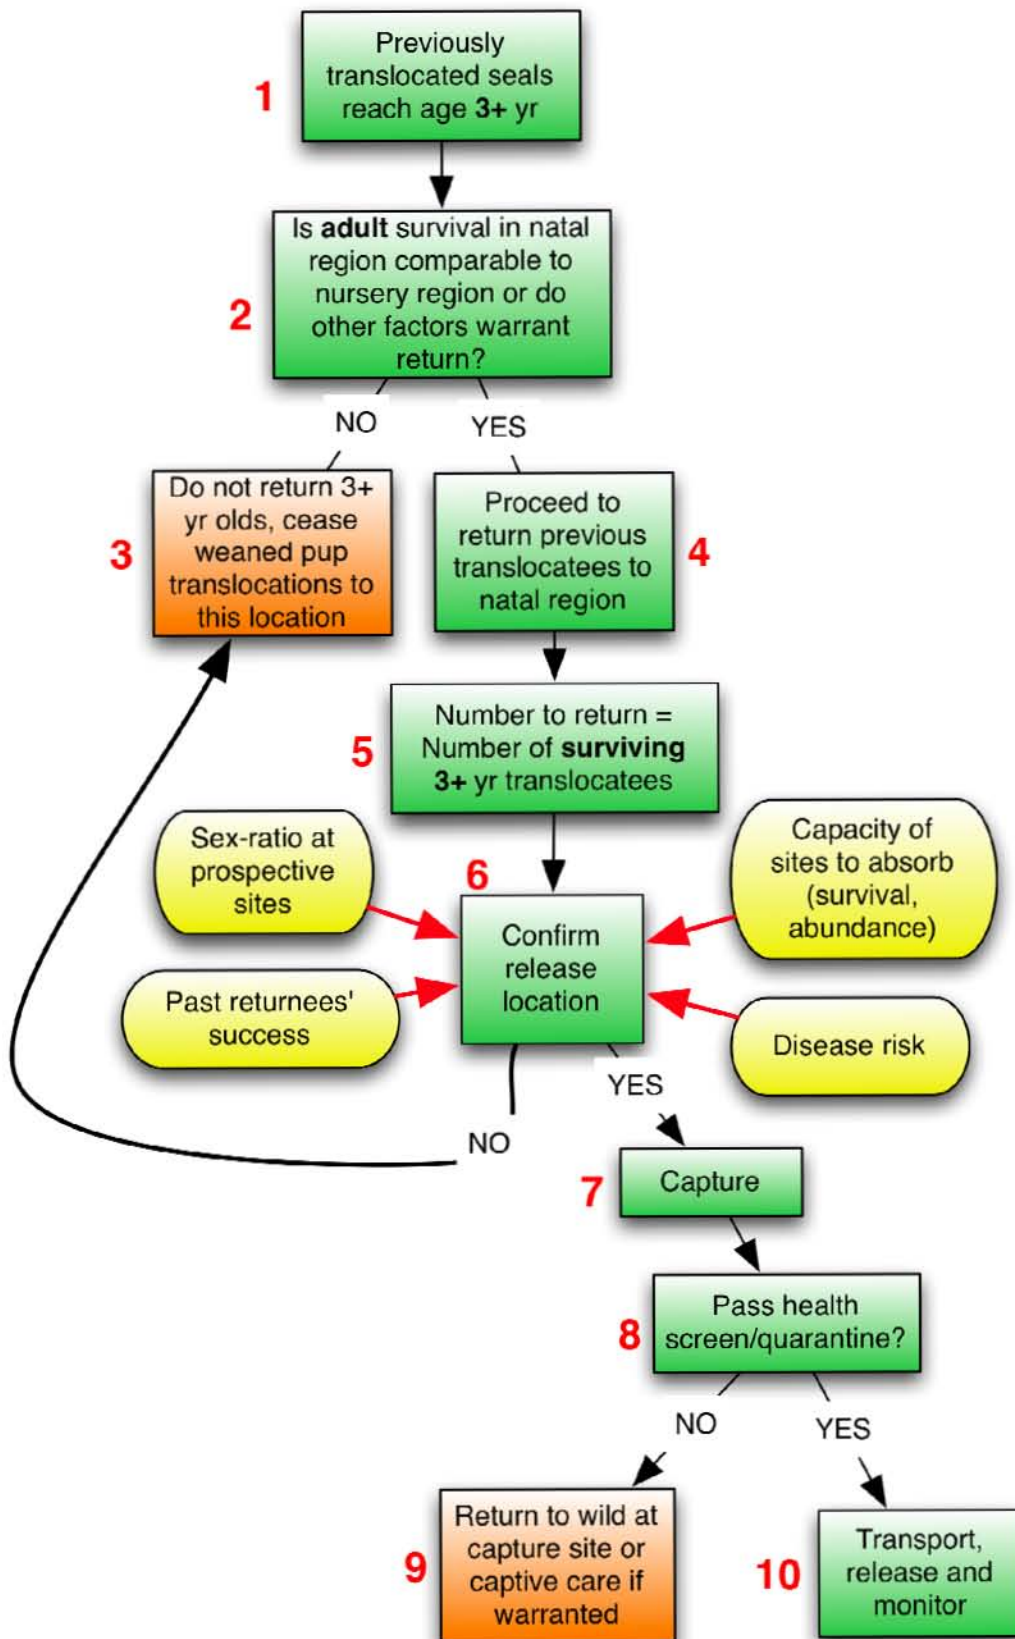 1
Previously
translocated seals
reach age 3+ yr
2
Is adult survival in natal
region comparable to
nursery region or do
other factors warrant
return?
NO
YES
3
Do not return 3+
yr olds, cease
weaned pup
translocations to
this location
Proceed to
return previous
translocatees to
natal region
4
5
Number to return =
Number of surviving
3+ yr translocatees
Sex-ratio at
prospective
sites
Capacity of
sites to absorb
(survival,
abundance)
6
Confirm
release
location
Past returnees'
success
Disease risk
YES
NO
7
Capture
8
Pass health
screen/quarantine?
NO
YES
9
Return to wild at
capture site or
captive care if
warranted
10
Transport,
release and
monitor